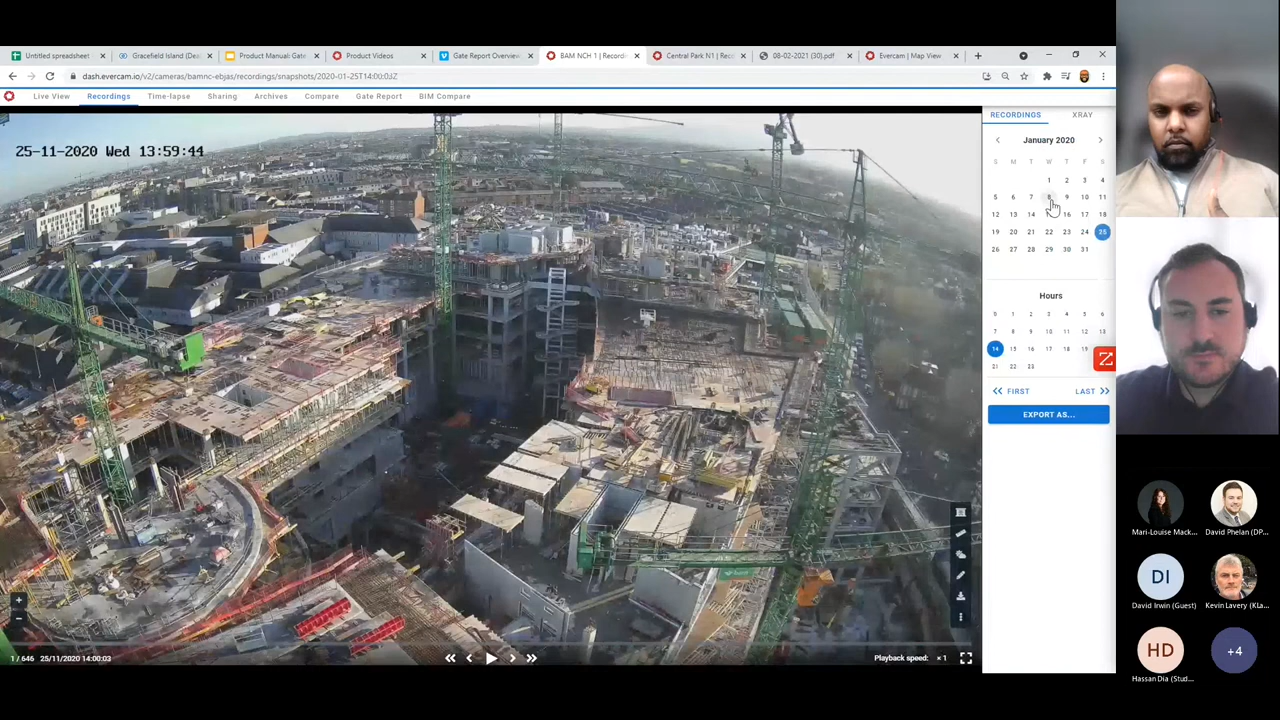 Untitled spreadsheet
Gracefield Island (Dea
Product Manual: Gate
Product Videos
Gate Report Overview
BAM NCH 1 | Record
Central Park N1 | Rec
08-02-2021 (30).pdf
Evercam | Map View
dash.evercam.io/v2/cameras/bamnc-ebjas/recordings/snapshots/2020-01-25T14:00:00Z
Live View
Recordings
Time-lapse
Sharing
Archives
Compare
Gate Report
BIM Compare
RECORDINGS XRAY
January 2020
S M T W T F S
1 2 3 4
5 6 7 8 9 10 11
12 13 14 16 17 18
19 20 21 22 23 24 25
26 27 28 29 30 31
Hours
0 1 2 3 4 5 6
7 8 9 10 11 12 13
14 15 16 17 18 19
21 22 23
FIRST LAST
EXPORT AS...
25-11-2020 Wed 13:59:44
1 / 646 25/11/2020 14:00:03
Playback speed: × 1
Mari-Louise Mack...
David Phelan (DP...
DI
David Irwin (Guest)
Kevin Lavery (KLa...
HD
Hassan Dia (Stud...
+4